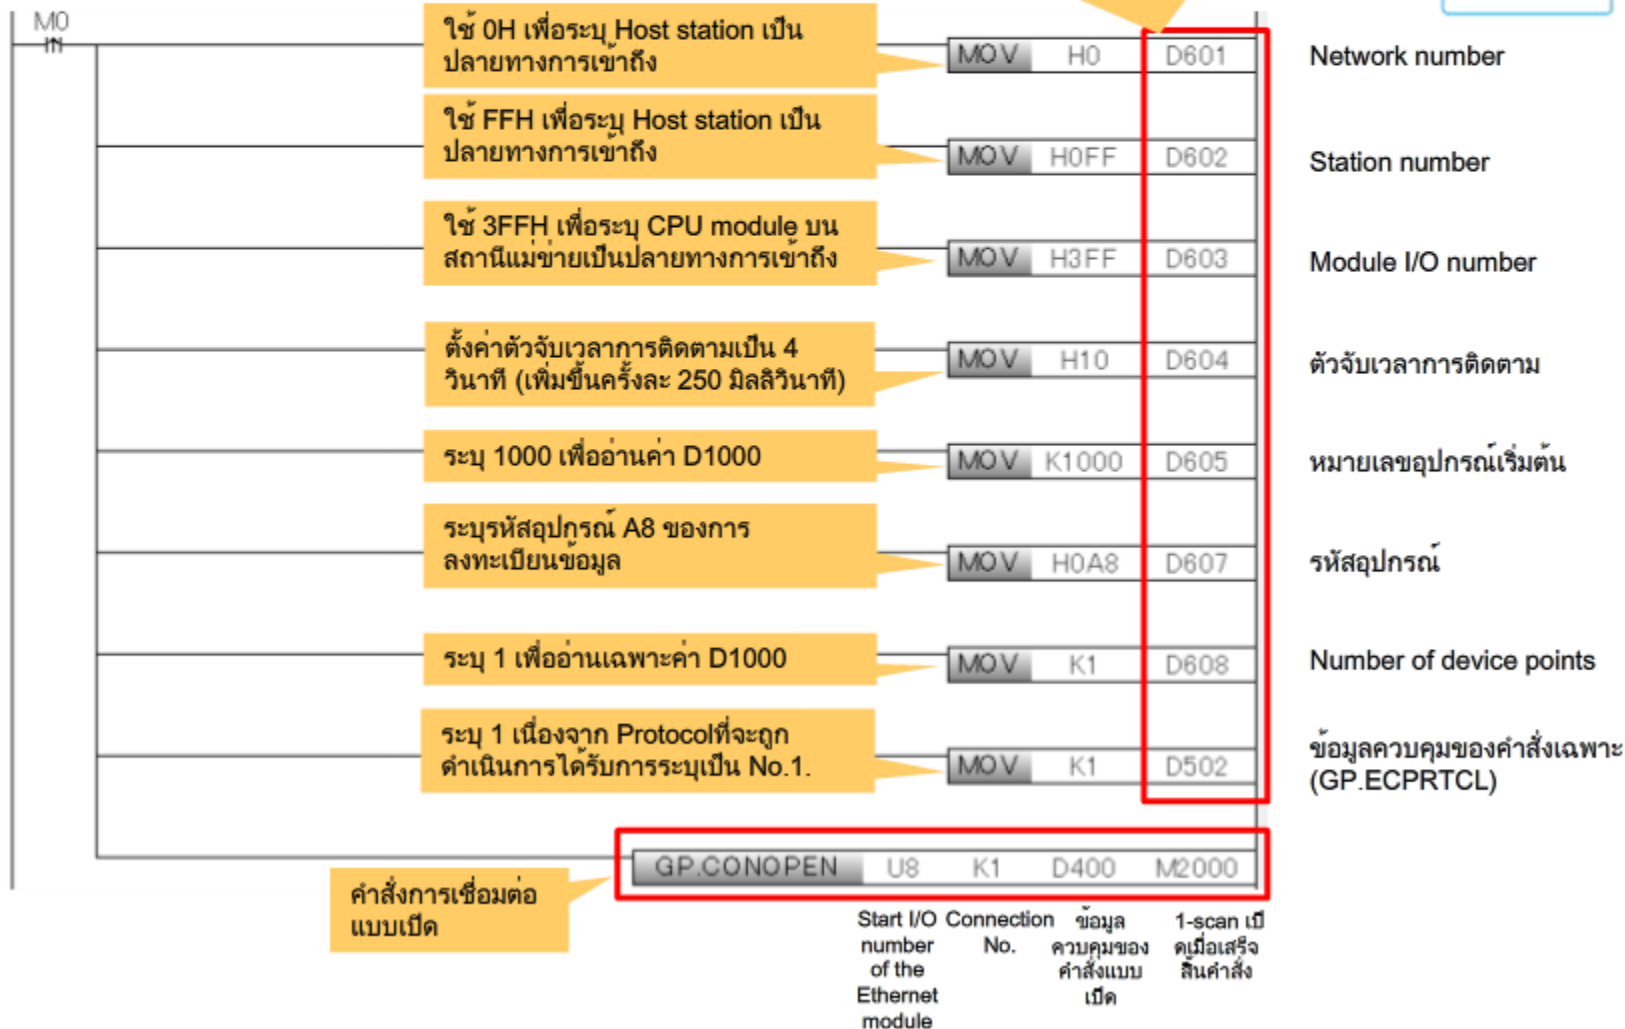 M0
ใช้ 0H เพื่อระบุ Host station เป็น
ปลายทางการเข้าถึง
MOV H0 D601
Network number
ใช้ FFH เพื่อระบุ Host station เป็น
ปลายทางการเข้าถึง
MOV H0FF D602
Station number
ใช้ 3FFH เพื่อระบุ CPU module บน
สถานีแม่ข่ายเป็นปลายทางการเข้าถึง
MOV H3FF D603
Module I/O number
ตั้งค่าตัวจับเวลาการติดตามเป็น 4
วินาที (เพิ่มขึ้นครั้งละ 250 มิลลิวินาที)
MOV H10 D604
ตัวจับเวลาการติดตาม
ระบุ 1000 เพื่ออ่านค่า D1000
MOV K1000 D605
หมายเลขอุปกรณ์เริ่มต้น
ระบุรหัสอุปกรณ์ A8 ของการ
ลงทะเบียนข้อมูล
MOV H0A8 D607
รหัสอุปกรณ์
ระบุ 1 เพื่ออ่านเฉพาะค่า D1000
MOV K1 D608
Number of device points
ระบุ 1 เนื่องจาก Protocolที่จะถูก
ดำเนินการได้รับการระบุเป็น No.1.
MOV K1 D502
ข้อมูลควบคุมของคำสั่งเฉพาะ
(GP.ECPRTCL)
GP.CONOPEN U8 K1 D400 M2000
คำสั่งการเชื่อมต่อ
แบบเปิด
Start I/O
number
of the
Ethernet
module
Connection
No.
ข้อมูล
ควบคุมของ
คำสั่งแบบ
เปิด
1-scan เปิ
ดเมื่อเสร็จ
สิ้นคำสั่ง